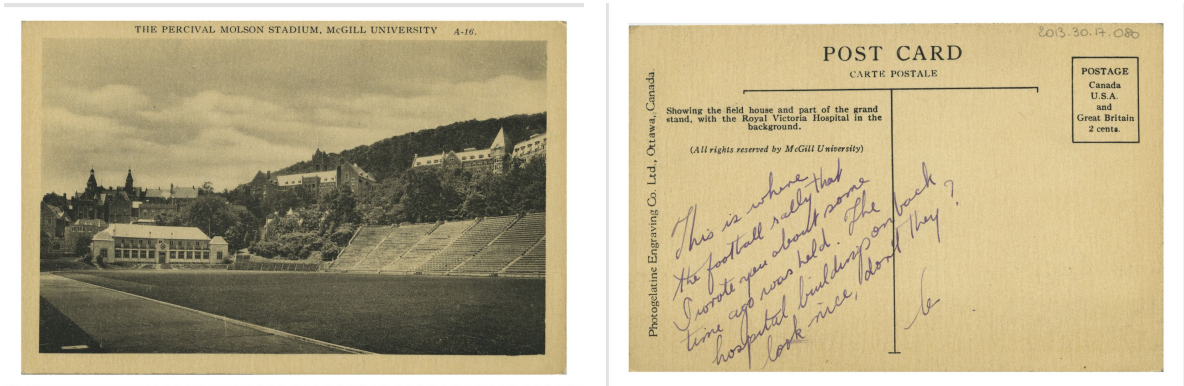 THE PERCIVAL MOLSON STADIUM, McGILL UNIVERSITY A-16.
2013.30.17.080
POST CARD
CARTE POSTALE
POSTAGE
Canada
U.S.A.
and
Great Britain
2 cents.
Photogelatine Engraving Co. Ltd., Ottawa, Canada.
Showing the field house and part of the grand
stand, with the Royal Victoria Hospital in the
background.
(All rights reserved by McGill University)
This is where
the football rally that
I wrote you about some
time ago was held. The
hospital buildings on back
look nice, don't they?